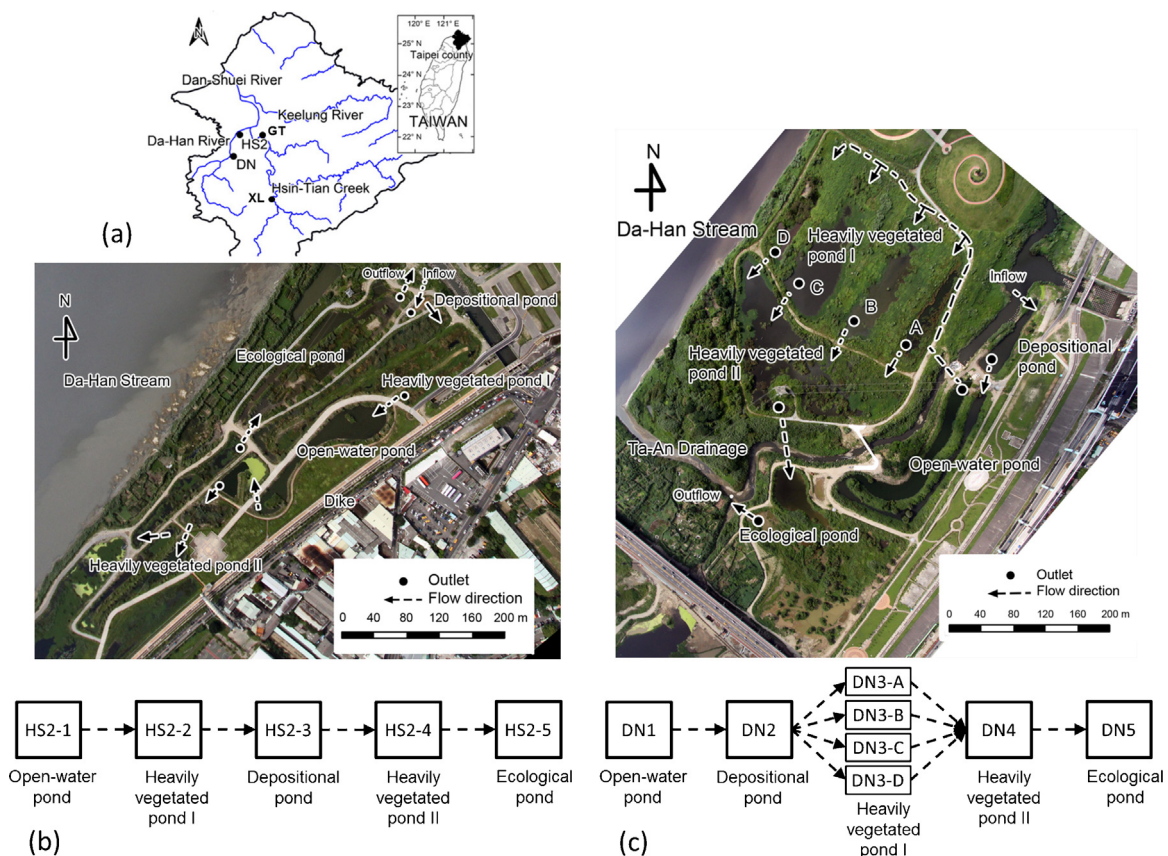 N
120° E
121° E
25° N
Taipei county
24° N
23° N
TAIWAN
22° N
Dan-Shuei River
Keelung River
GT
Da-Han River
HS2
DN
Hsin-Tian Creek
XL
(a)
N
Da-Han Stream
Outflow
Inflow
Depositional pond
Ecological pond
Heavily vegetated pond I
Open-water pond
Dike
Heavily vegetated pond II
Outlet
Flow direction
0 40 80 120 160 200 m
HS2-1
HS2-2
HS2-3
HS2-4
HS2-5
Open-water
pond
Heavily
vegetated
pond I
Depositional
pond
Heavily
vegetated
pond II
Ecological
pond
(b)
N
Da-Han Stream
D
Heavily vegetated
pond I
C
B
A
Inflow
Depositional
pond
Heavily vegetated
pond II
Ta-An Drainage
Open-water pond
Outflow
Ecological pond
Outlet
Flow direction
0 40 80 120 160 200 m
DN1
DN2
DN3-A
DN3-B
DN3-C
DN3-D
DN4
DN5
Open-water
pond
Depositional
pond
Heavily
vegetated
pond I
Heavily
vegetated
pond II
Ecological
pond
(c)